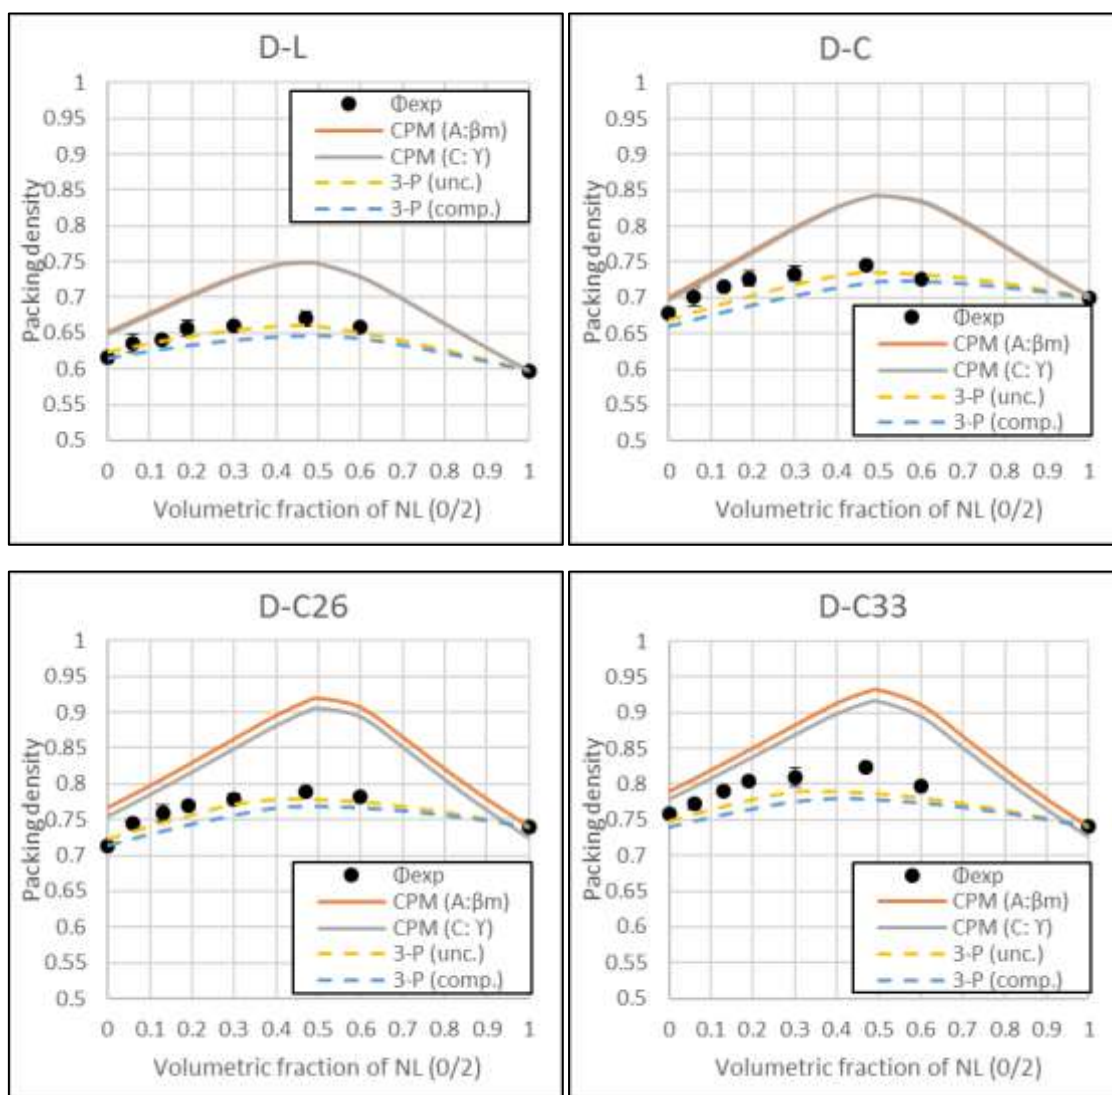 D-L
Packing density
1
0.95
0.9
0.85
0.8
0.75
0.7
0.65
0.6
0.55
0.5
Φexp
CPM (A:βm)
CPM (C: ϒ)
3-P (unc.)
3-P (comp.)
0 0.1 0.2 0.3 0.4 0.5 0.6 0.7 0.8 0.9 1
Volumetric fraction of NL (0/2)
D-C
Packing density
1
0.95
0.9
0.85
0.8
0.75
0.7
0.65
0.6
0.55
0.5
Φexp
CPM (A:βm)
CPM (C: ϒ)
3-P (unc.)
3-P (comp.)
0 0.1 0.2 0.3 0.4 0.5 0.6 0.7 0.8 0.9 1
Volumetric fraction of NL (0/2)
D-C26
Packing density
1
0.95
0.9
0.85
0.8
0.75
0.7
0.65
0.6
0.55
0.5
Φexp
CPM (A:βm)
CPM (C: ϒ)
3-P (unc.)
3-P (comp.)
0 0.1 0.2 0.3 0.4 0.5 0.6 0.7 0.8 0.9 1
Volumetric fraction of NL (0/2)
D-C33
Packing density
1
0.95
0.9
0.85
0.8
0.75
0.7
0.65
0.6
0.55
0.5
Φexp
CPM (A:βm)
CPM (C: ϒ)
3-P (unc.)
3-P (comp.)
0 0.1 0.2 0.3 0.4 0.5 0.6 0.7 0.8 0.9 1
Volumetric fraction of NL (0/2)